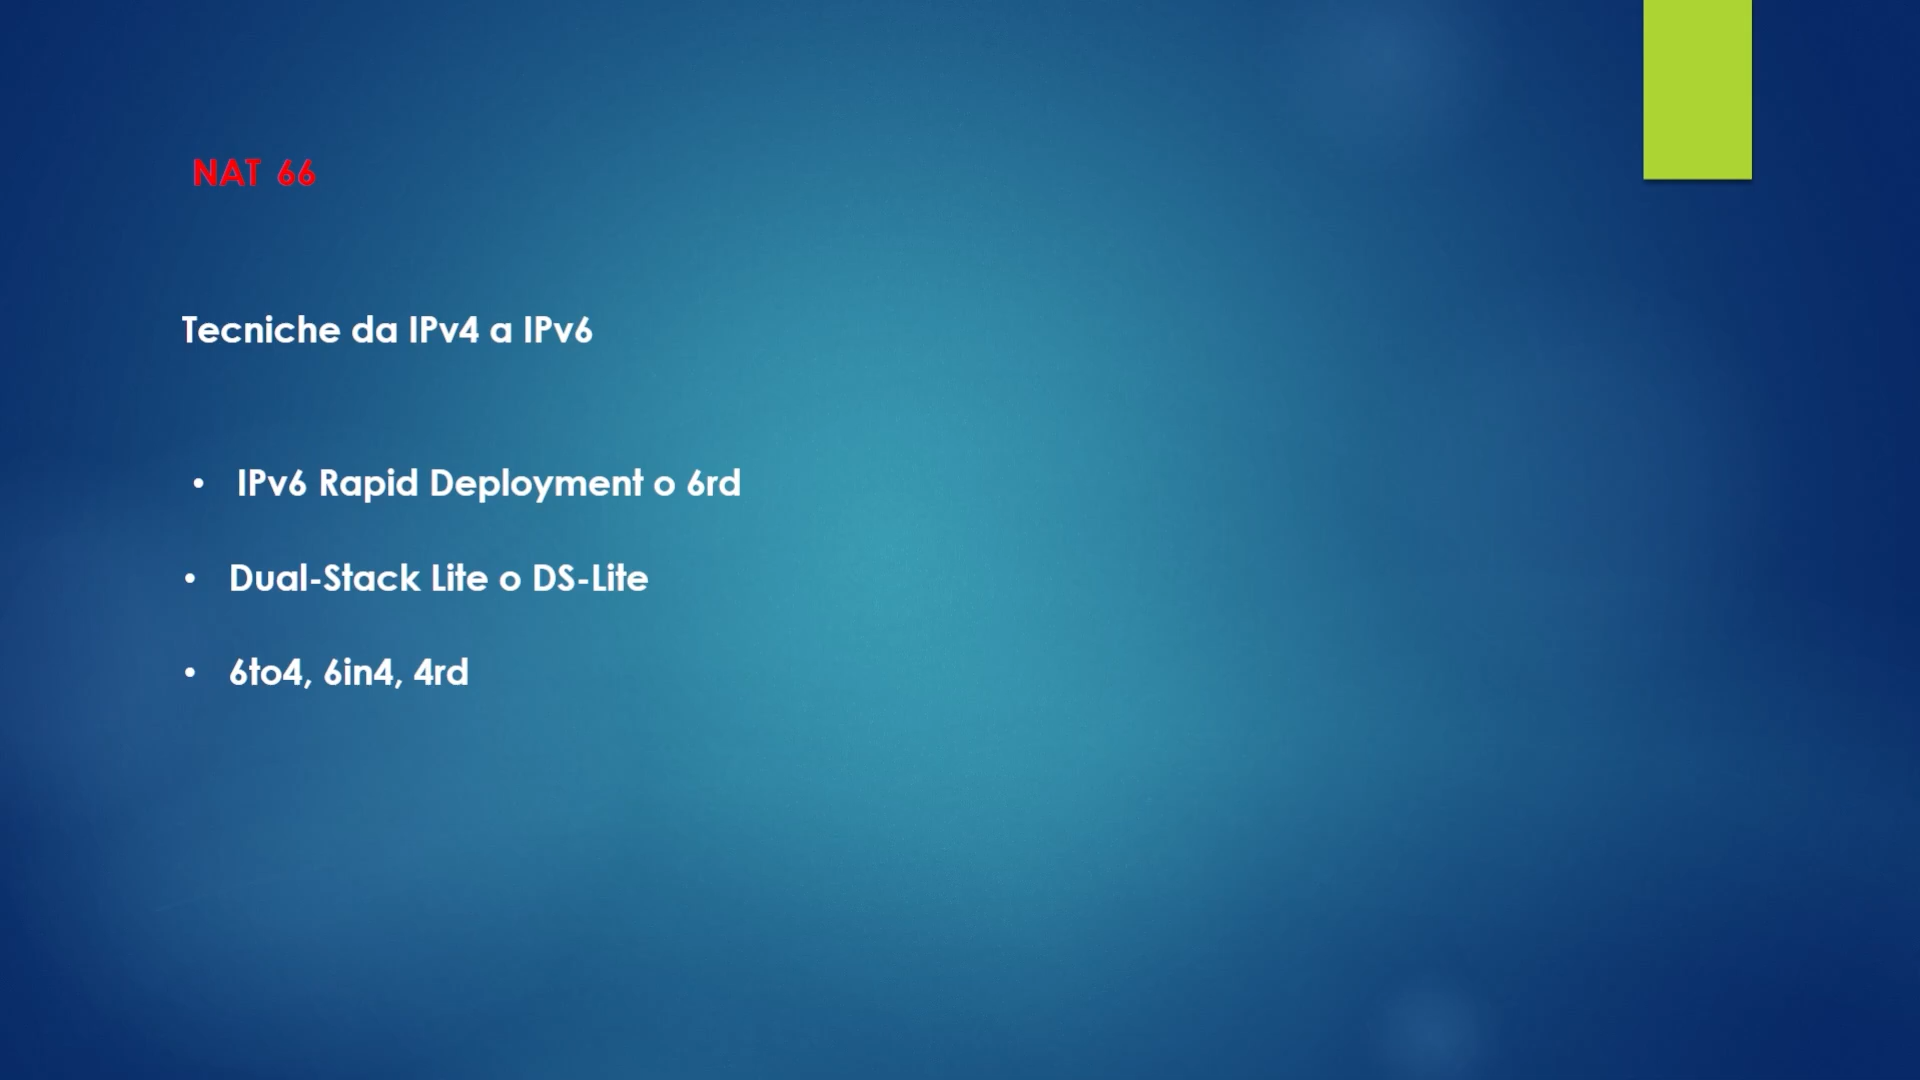 NAT 66
Tecniche da IPv4 a IPv6
• IPv6 Rapid Deployment o 6rd
• Dual-Stack Lite o DS-Lite
• 6to4, 6in4, 4rd